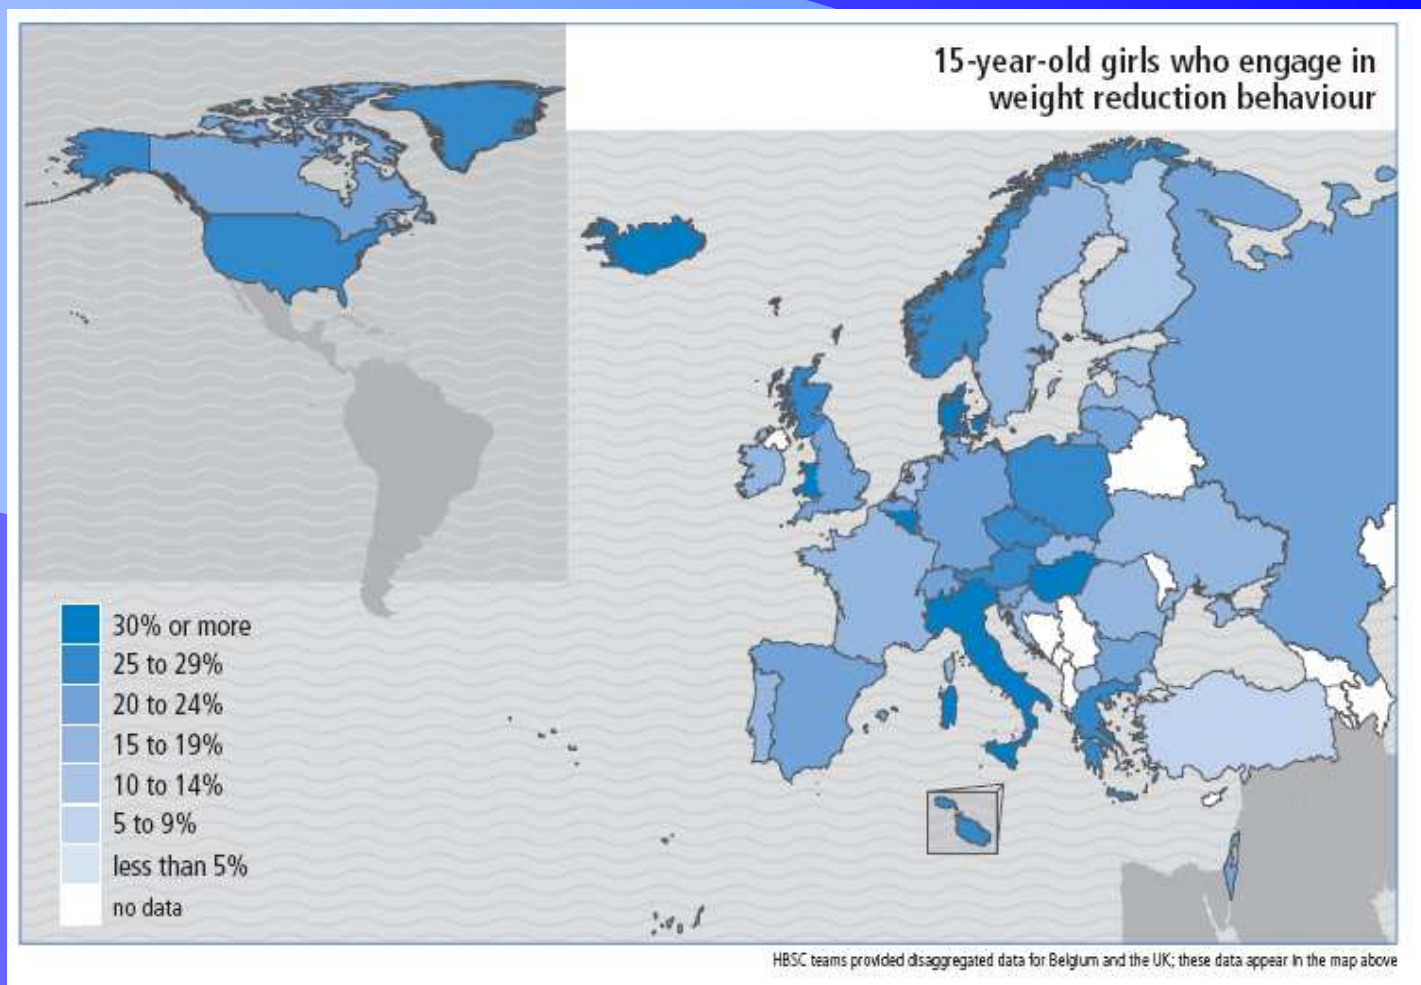 15-year-old girls who engage in
weight reduction behaviour
30% or more
25 to 29%
20 to 24%
15 to 19%
10 to 14%
5 to 9%
less than 5%
no data
HBSC teams provided disaggregated data for Belgium and the UK; these data appear in the map above